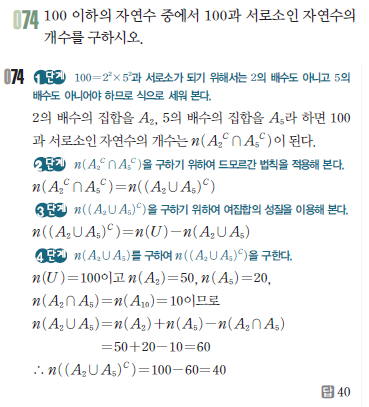 074 100 이하의 자연수 중에서 100과 서로소인 자연수의
개수를 구하시오.
074 1단계 100=2²×5²과 서로소가 되기 위해서는 2의 배수도 아니고 5의
배수도 아니어야 하므로 식으로 세워 본다.
2의 배수의 집합을 A₂, 5의 배수의 집합을 A₅라 하면 100
과 서로소인 자연수의 개수는 n(A₂ᶜ∩A₅ᶜ)이 된다.
2단계 n(A₂ᶜ∩A₅ᶜ)을 구하기 위하여 드모르간 법칙을 적용해 본다.
n(A₂ᶜ∩A₅ᶜ)=n((A₂∪A₅)ᶜ)
3단계 n((A₂∪A₅)ᶜ)을 구하기 위하여 여집합의 성질을 이용해 본다.
n((A₂∪A₅)ᶜ)=n(U)-n(A₂∪A₅)
4단계 n(A₂∪A₅)를 구하여 n((A₂∪A₅)ᶜ)을 구한다.
n(U)=100이고 n(A₂)=50, n(A₅)=20,
n(A₂∩A₅)=n(A₁₀)=10이므로
n(A₂∪A₅)=n(A₂)+n(A₅)-n(A₂∩A₅)
=50+20-10=60
∴ n((A₂∪A₅)ᶜ)=100-60=40
답 40